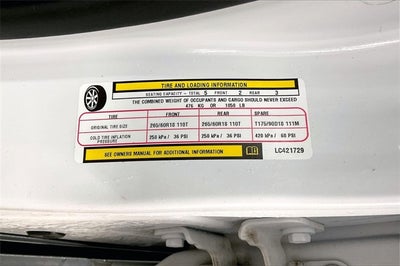 TIRE AND LOADING INFORMATION
SEATING CAPACITY - TOTAL 5 FRONT 2 REAR 3
THE COMBINED WEIGHT OF OCCUPANTS AND CARGO SHOULD NEVER EXCEED
476 KG OR 1050 LB
TIRE FRONT REAR SPARE
ORIGINAL TIRE SIZE 265/60R18 110T 265/60R18 110T T175/90D18 111M
COLD TIRE INFLATION PRESSURE 250 kPa / 36 PSI 250 kPa / 36 PSI 420 kPa / 60 PSI
SEE OWNERS MANUAL FOR ADDITIONAL INFORMATION
LC421729